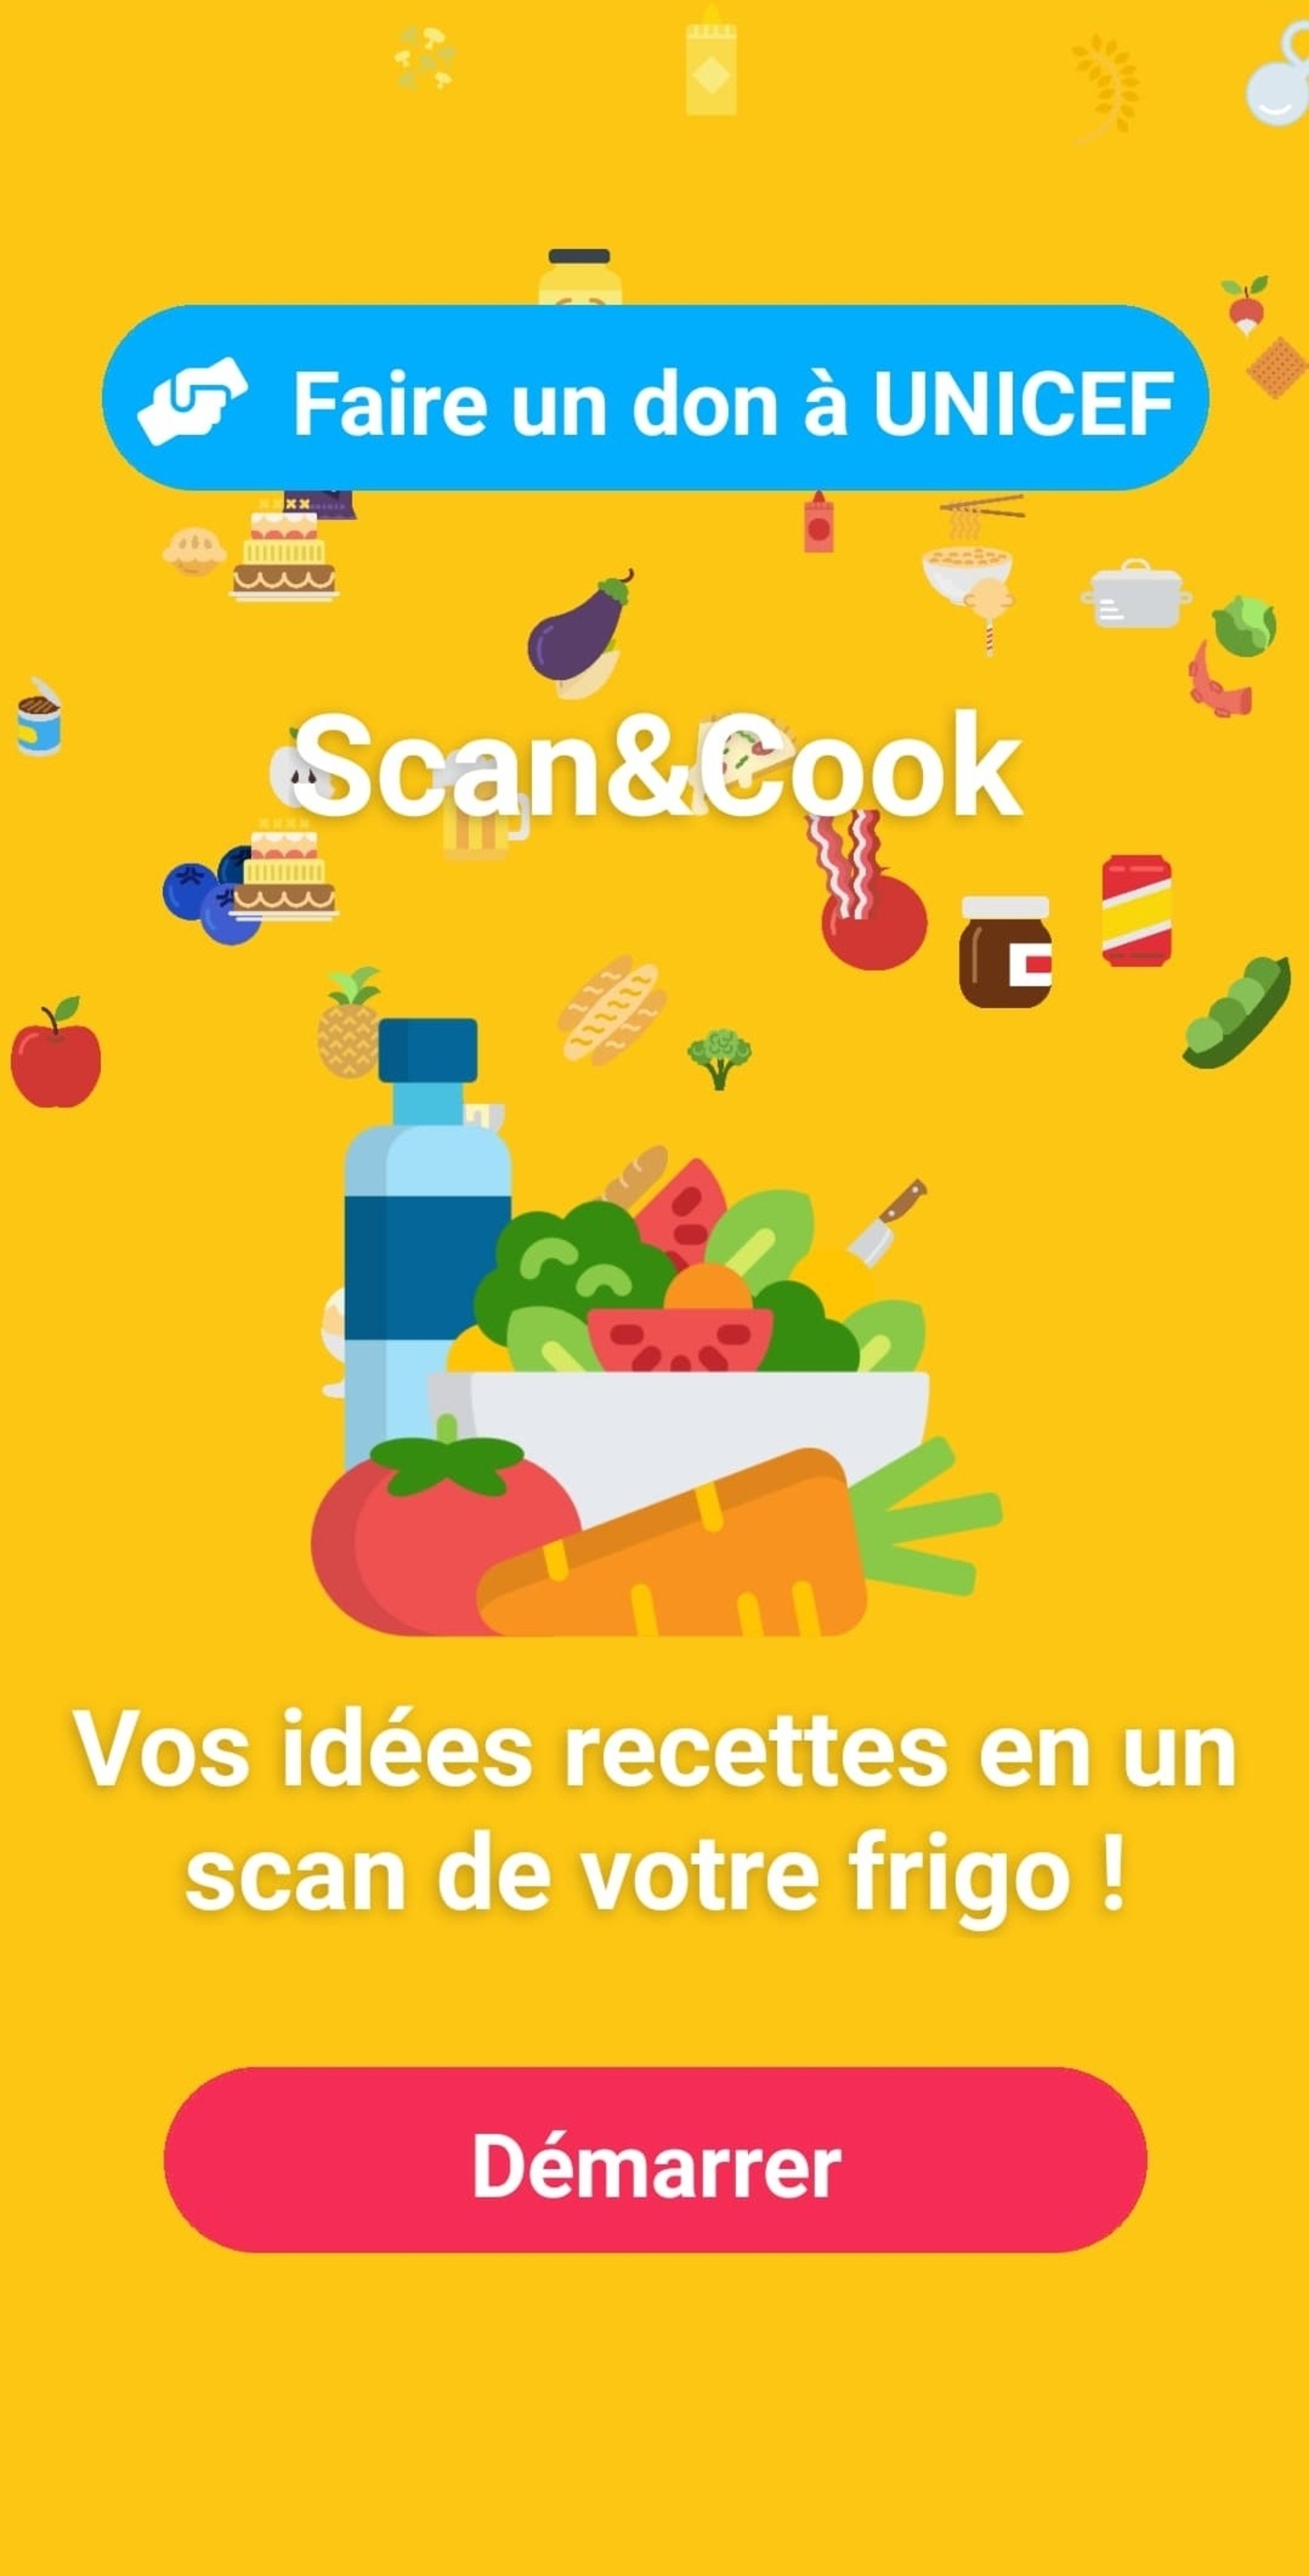 Faire un don à UNICEF
Scan&Cook
Vos idées recettes en un
scan de votre frigo !
Démarrer